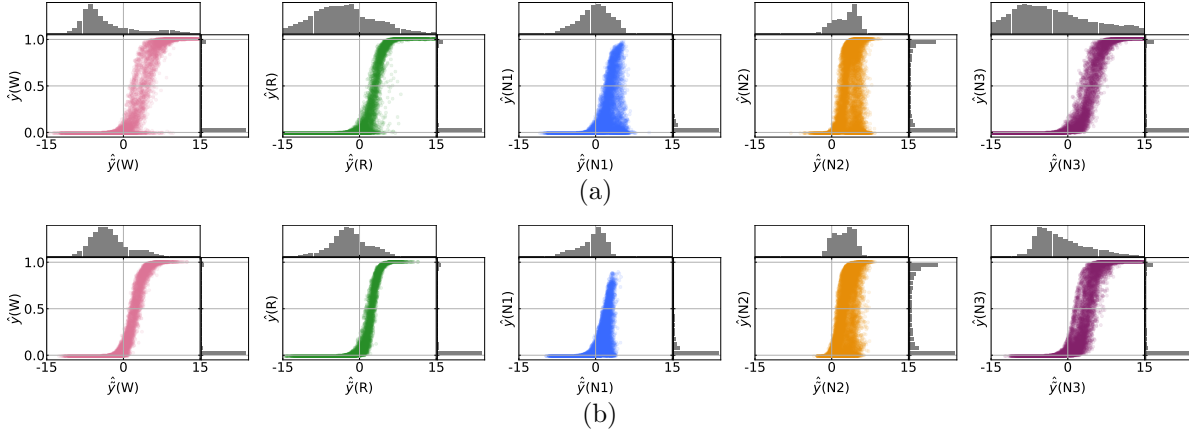 1.0
0.5
0.0
ŷ(W)
-15 0 15
ŷ̂(W)
ŷ(R)
-15 0 15
ŷ̂(R)
ŷ(N1)
-15 0 15
ŷ̂(N1)
ŷ(N2)
-15 0 15
ŷ̂(N2)
ŷ(N3)
-15 0 15
ŷ̂(N3)
(a)
1.0
0.5
0.0
ŷ(W)
-15 0 15
ŷ̂(W)
ŷ(R)
-15 0 15
ŷ̂(R)
ŷ(N1)
-15 0 15
ŷ̂(N1)
ŷ(N2)
-15 0 15
ŷ̂(N2)
ŷ(N3)
-15 0 15
ŷ̂(N3)
(b)